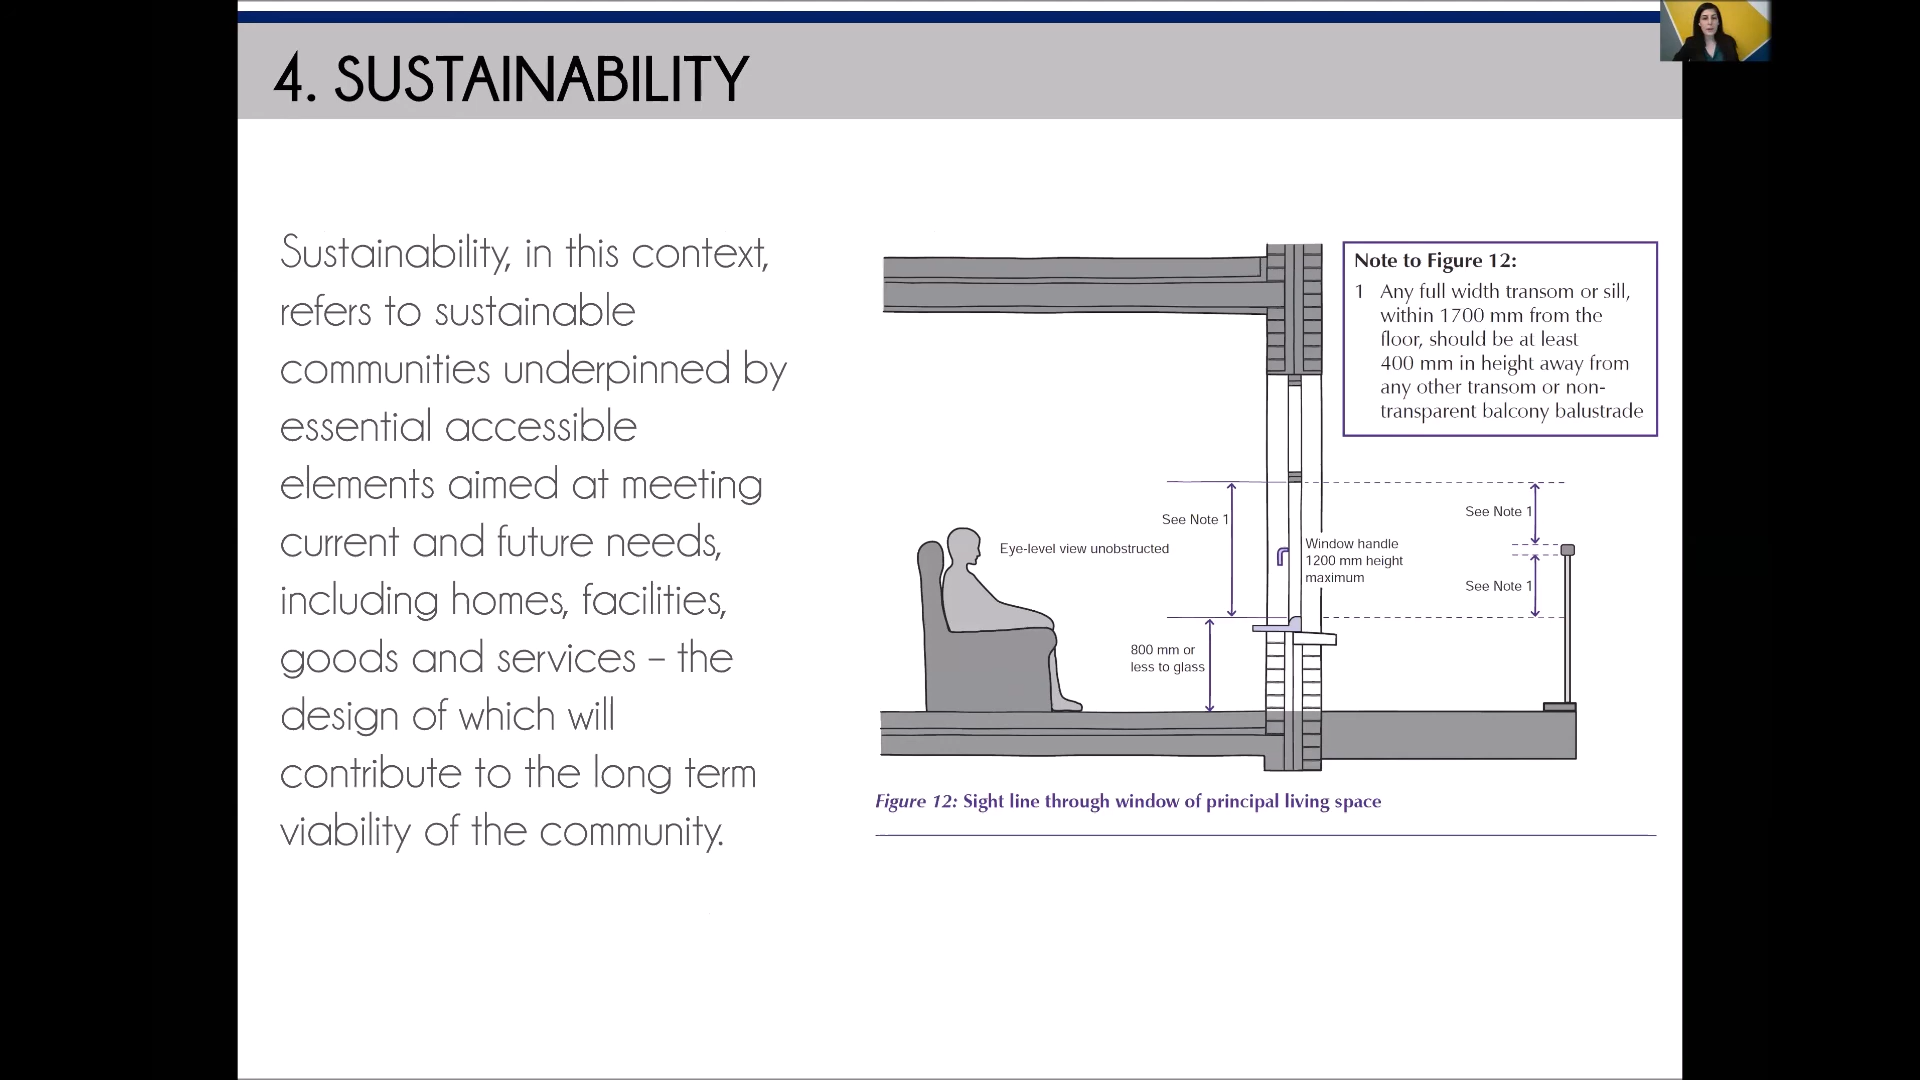 4. SUSTAINABILITY
Sustainability, in this context,
refers to sustainable
communities underpinned by
essential accessible
elements aimed at meeting
current and future needs,
including homes, facilities,
goods and services – the
design of which will
contribute to the long term
viability of the community.
Note to Figure 12:
1 Any full width transom or sill,
within 1700 mm from the
floor, should be at least
400 mm in height away from
any other transom or non-
transparent balcony balustrade
See Note 1
Eye-level view unobstructed
Window handle
1200 mm height
maximum
See Note 1
See Note 1
800 mm or
less to glass
Figure 12: Sight line through window of principal living space